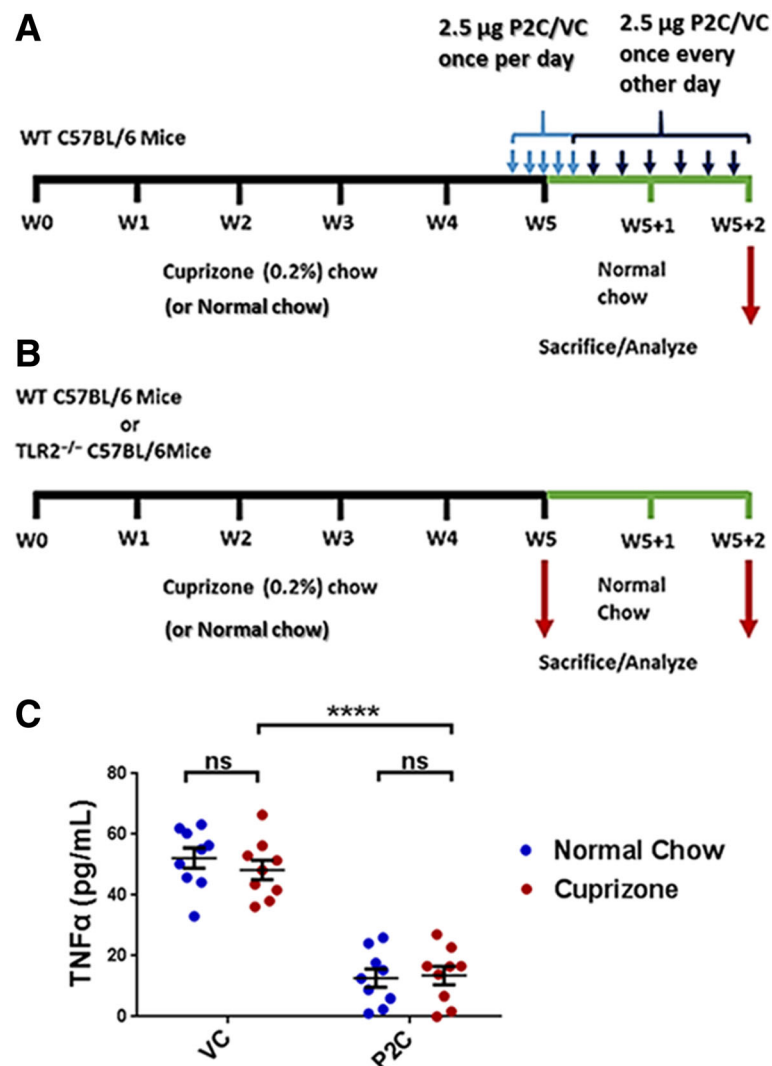 A
2.5 µg P2C/VC
once per day
2.5 µg P2C/VC
once every
other day
WT C57BL/6 Mice
W0 W1 W2 W3 W4 W5 W5+1 W5+2
Cuprizone (0.2%) chow
(or Normal chow)
Normal
chow
Sacrifice/Analyze
B
WT C57BL/6 Mice
or
TLR2⁻/⁻ C57BL/6Mice
W0 W1 W2 W3 W4 W5 W5+1 W5+2
Cuprizone (0.2%) chow
(or Normal chow)
Normal
Chow
Sacrifice/Analyze
C
****
ns ns
80
60
40
20
0
TNFα (pg/mL)
VC P2C
Normal Chow
Cuprizone